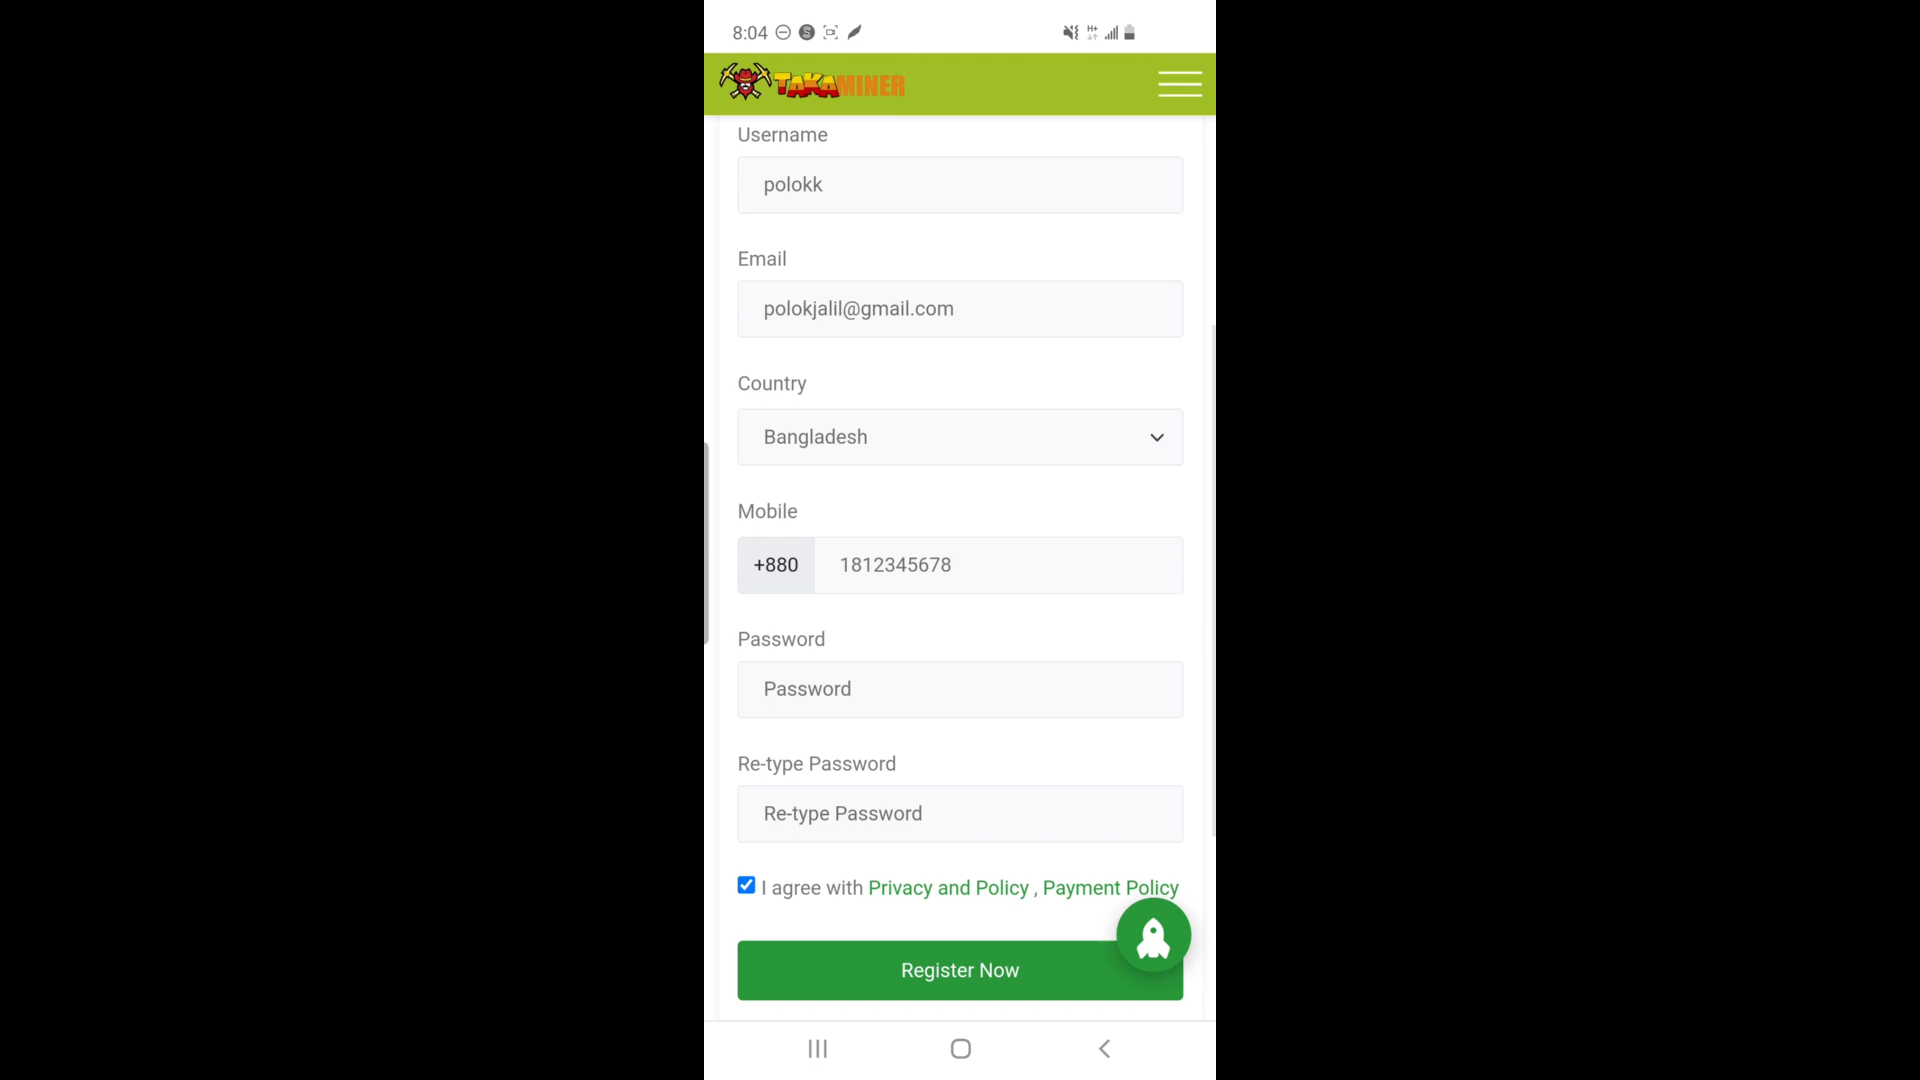 8:04
TAKAMINER
Username
polokk
Email
polokjalil@gmail.com
Country
Bangladesh
Mobile
+880 1812345678
Password
Password
Re-type Password
Re-type Password
I agree with Privacy and Policy , Payment Policy
Register Now